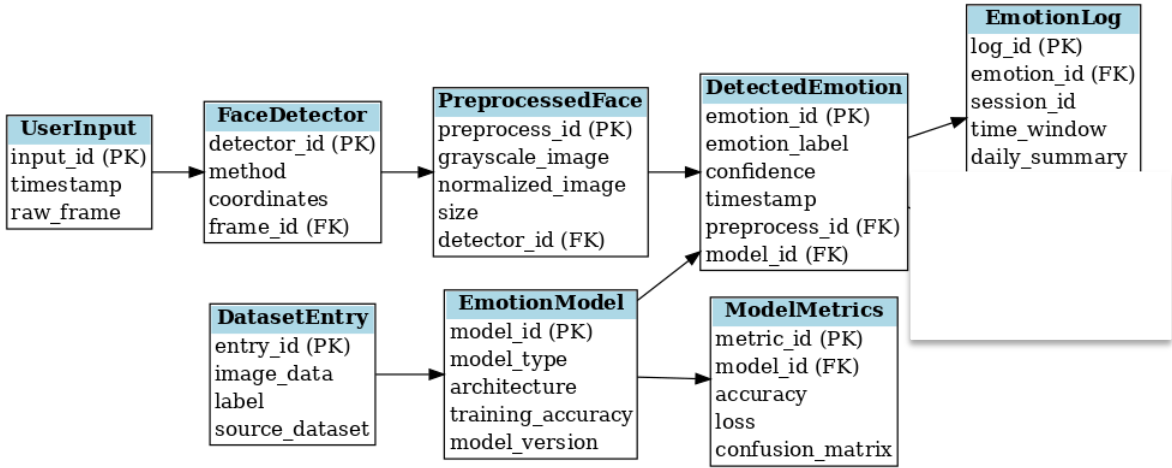 UserInput
input_id (PK)
timestamp
raw_frame
FaceDetector
detector_id (PK)
method
coordinates
frame_id (FK)
PreprocessedFace
preprocess_id (PK)
grayscale_image
normalized_image
size
detector_id (FK)
DetectedEmotion
emotion_id (PK)
emotion_label
confidence
timestamp
preprocess_id (FK)
model_id (FK)
EmotionLog
log_id (PK)
emotion_id (FK)
session_id
time_window
daily_summary
DatasetEntry
entry_id (PK)
image_data
label
source_dataset
EmotionModel
model_id (PK)
model_type
architecture
training_accuracy
model_version
ModelMetrics
metric_id (PK)
model_id (FK)
accuracy
loss
confusion_matrix